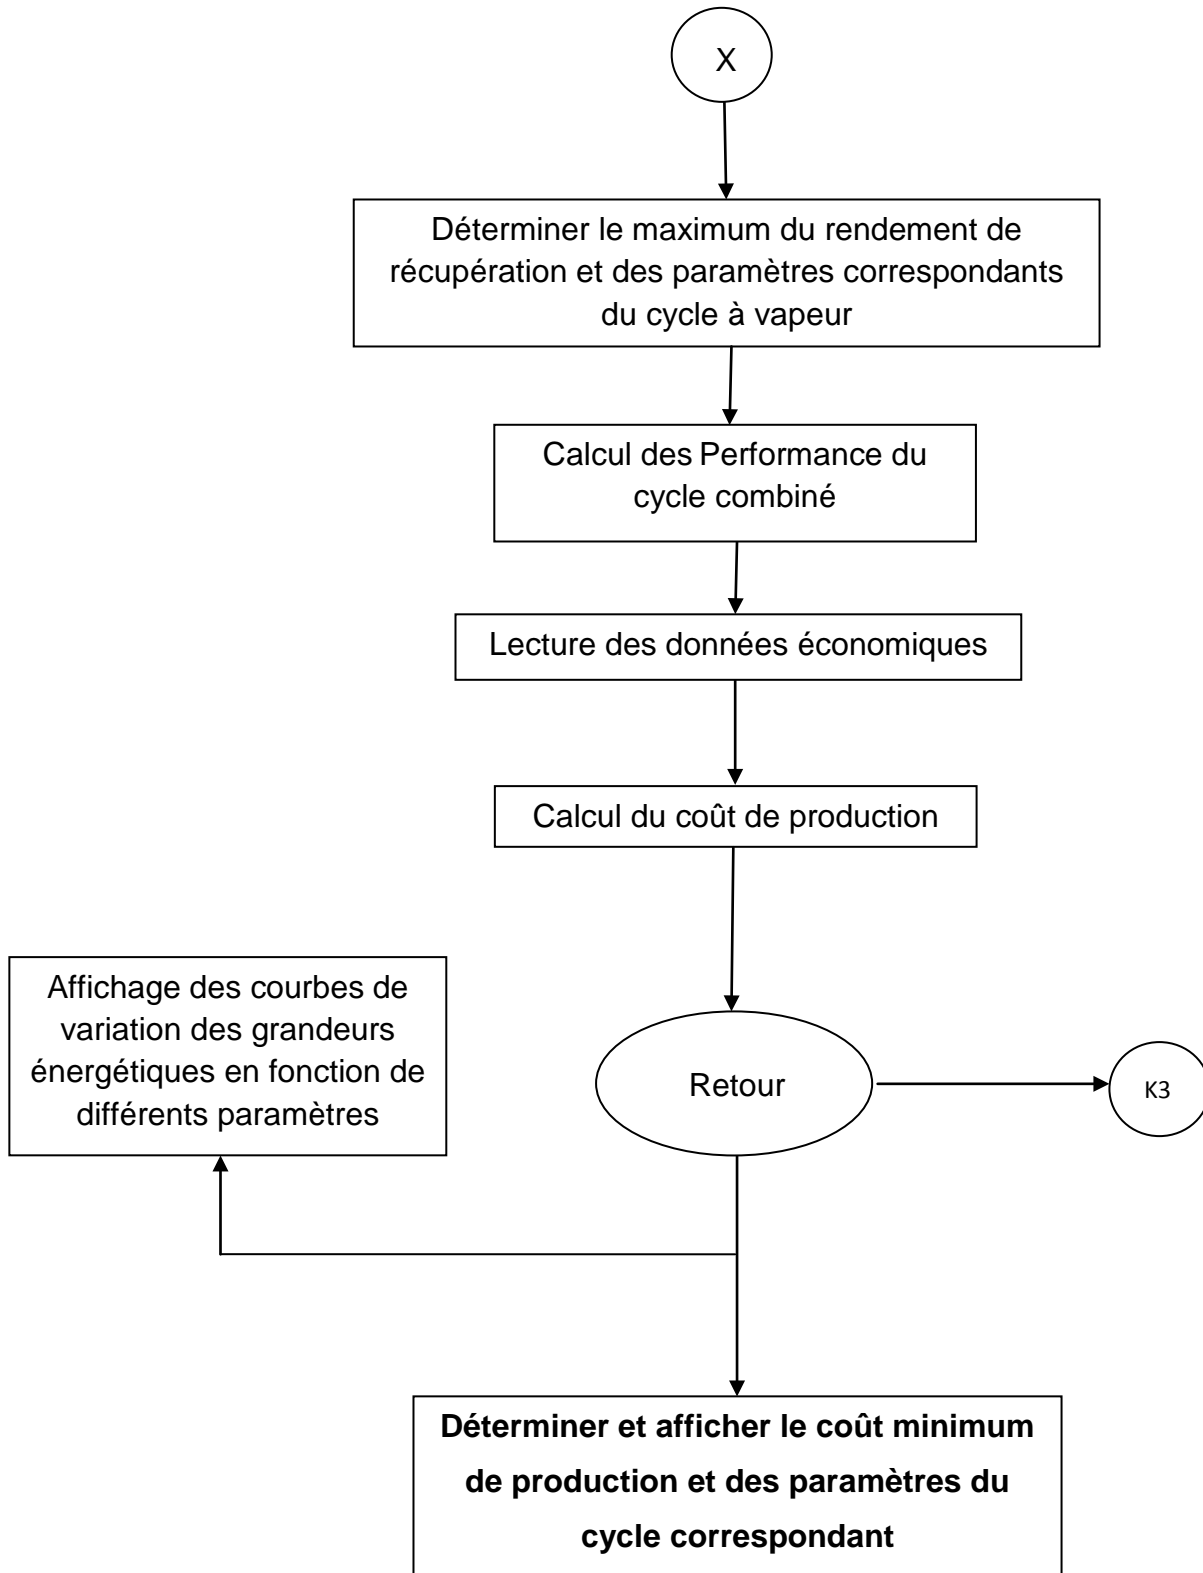 X
Déterminer le maximum du rendement de
récupération et des paramètres correspondants
du cycle à vapeur
Calcul des Performance du
cycle combiné
Lecture des données économiques
Calcul du coût de production
Affichage des courbes de
variation des grandeurs
énergétiques en fonction de
différents paramètres
Retour
K3
Déterminer et afficher le coût minimum
de production et des paramètres du
cycle correspondant